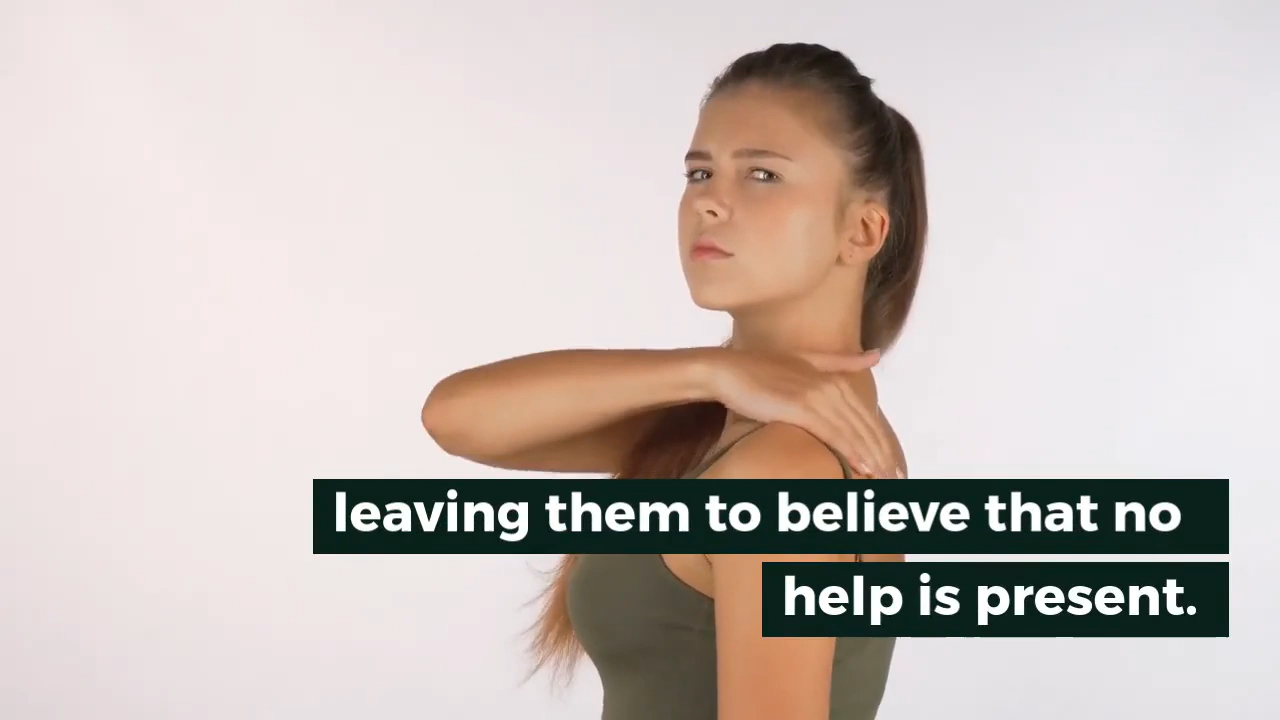 leaving them to believe that no
help is present.